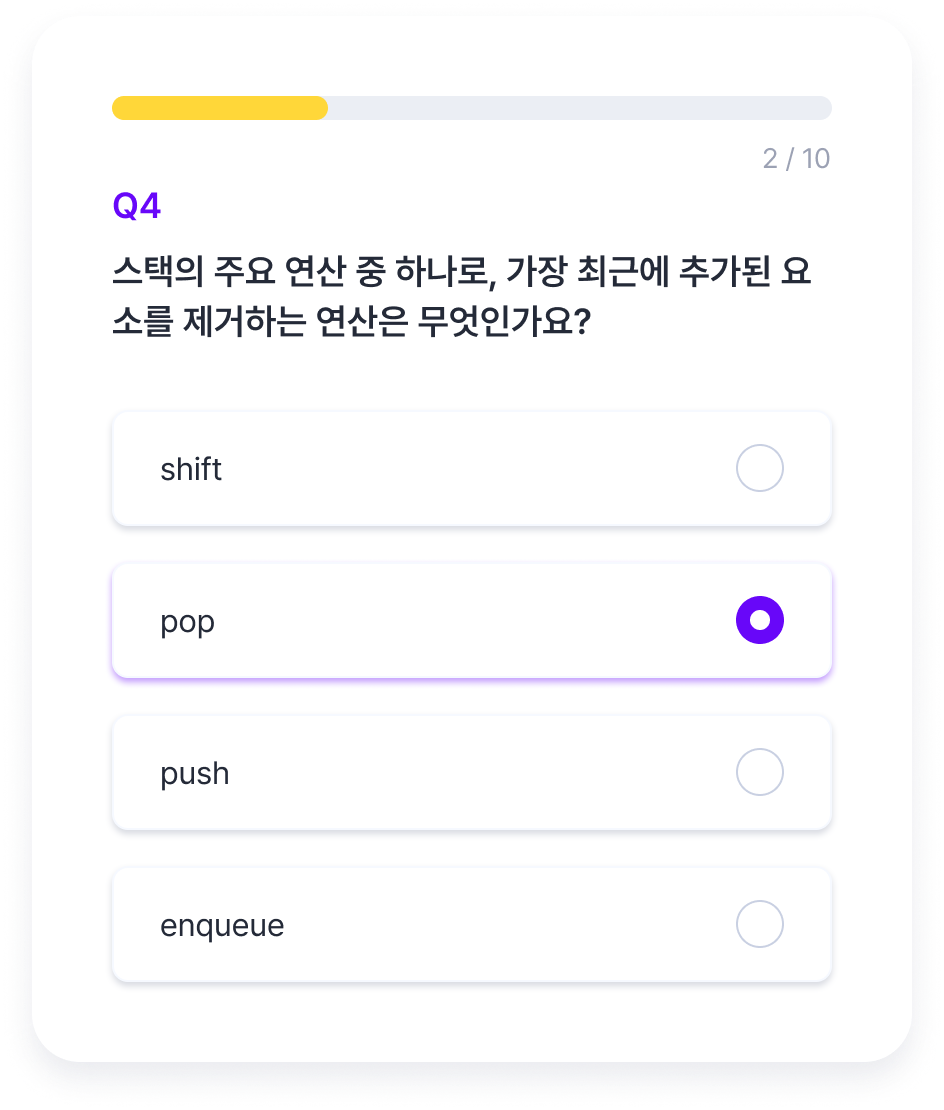 2 / 10
Q4
스택의 주요 연산 중 하나로, 가장 최근에 추가된 요
소를 제거하는 연산은 무엇인가요?
shift
pop
push
enqueue